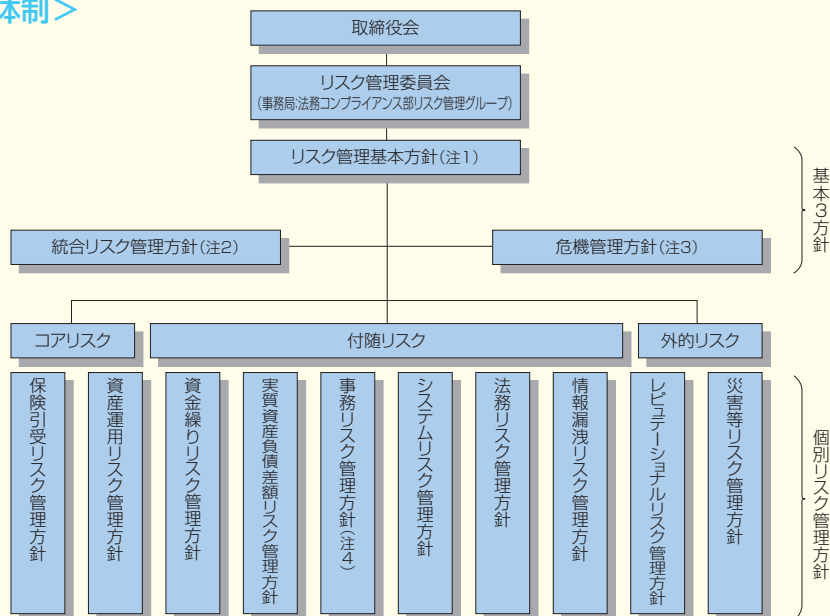 体制＞
取締役会
リスク管理委員会
（事務局:法務コンプライアンス部リスク管理グループ）
リスク管理基本方針（注1）
統合リスク管理方針（注2）
危機管理方針（注3）
基本3方針
コアリスク
付随リスク
外的リスク
保険引受リスク管理方針
資産運用リスク管理方針
資金繰りリスク管理方針
実質資産負債差額リスク管理方針
事務リスク管理方針（注4）
システムリスク管理方針
法務リスク管理方針
情報漏洩リスク管理方針
レピュテーショナルリスク管理方針
災害等リスク管理方針
個別リスク管理方針